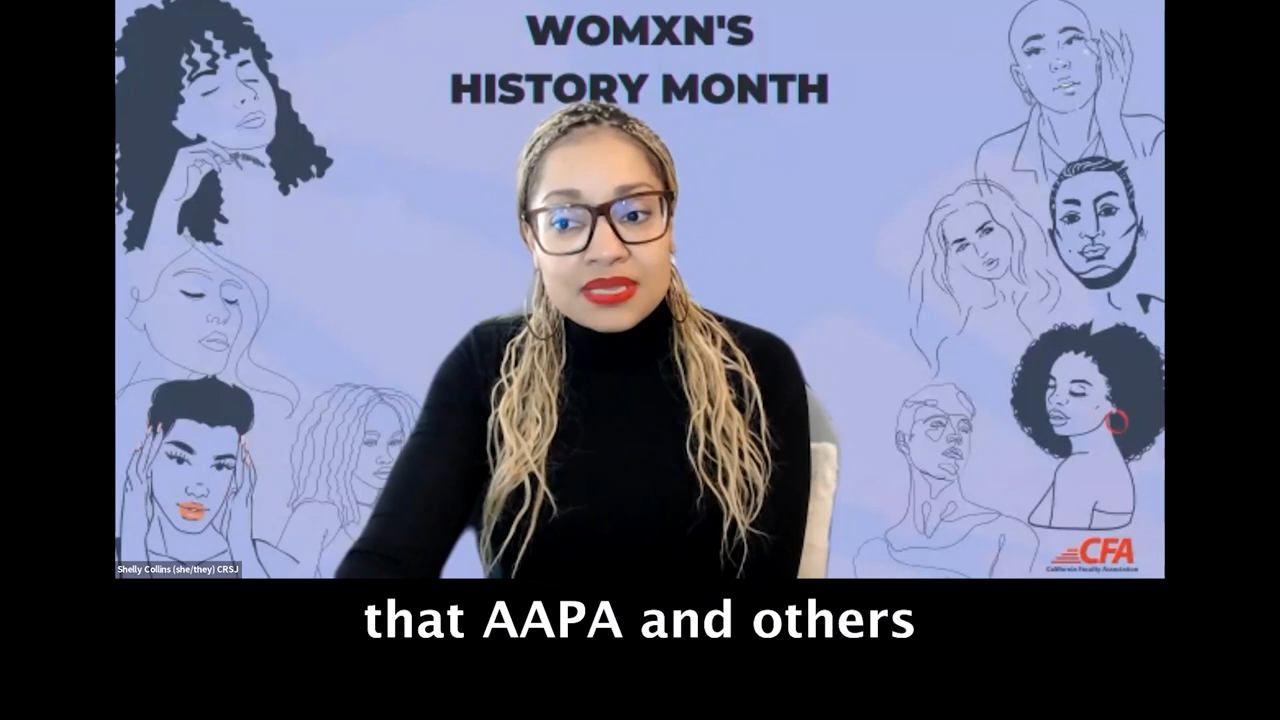 WOMXN'S
HISTORY MONTH
CFA
California Faculty Association
Shelly Collins (she/they) CRSJ
that AAPA and others